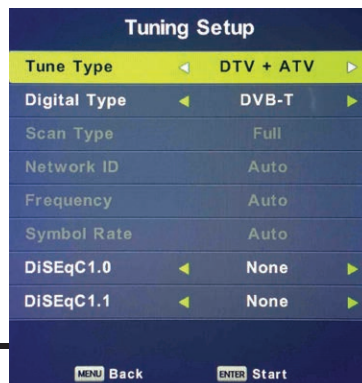 Tuning Setup
Tune Type DTV + ATV
Digital Type DVB-T
Scan Type Full
Network ID Auto
Frequency Auto
Symbol Rate Auto
DiSEqC1.0 None
DiSEqC1.1 None
MENU Back ENTER Start